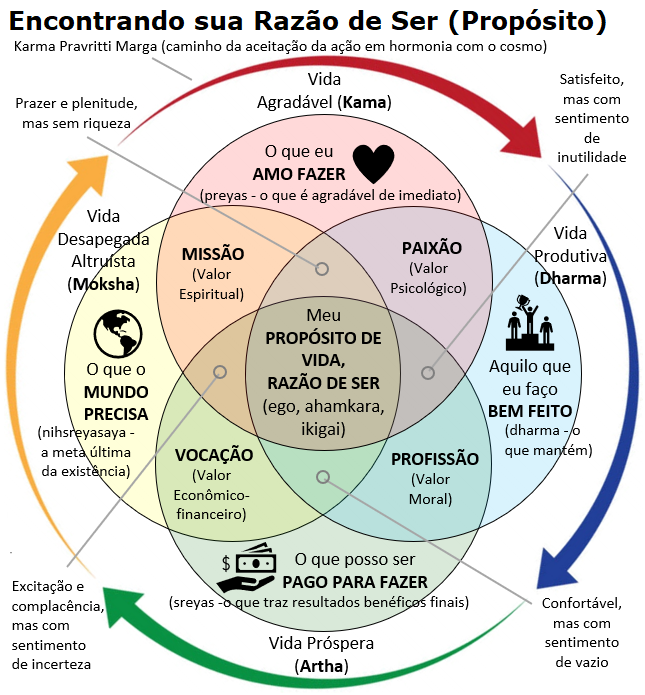 Encontrando sua Razão de Ser (Propósito)
Karma Pravritti Marga (caminho da aceitação da ação em hormonia com o cosmo)
Vida
Agradável (Kama)
Prazer e plenitude,
mas sem riqueza
Satisfeito,
mas com
sentimento
de
inutilidade
O que eu
AMO FAZER
(preyas - o que é agradável de imediato)
Vida
Desapegada
Altruísta
(Moksha)
MISSÃO
(Valor
Espiritual)
PAIXÃO
(Valor
Psicológico)
Vida
Produtiva
(Dharma)
Meu
PROPÓSITO DE
VIDA,
RAZÃO DE SER
(ego, ahamkara,
ikigai)
O que o
MUNDO
PRECISA
(nihsreyasaya -
a meta última
da existência)
Aquilo que
eu faço
BEM FEITO
(dharma - o
que mantém)
VOCAÇÃO
(Valor
Econômico-
financeiro)
PROFISSÃO
(Valor
Moral)
$
O que posso ser
PAGO PARA FAZER
(sreyas -o que traz resultados benéficos finais)
Excitação e
complacência,
mas com
sentimento
de incerteza
Confortável,
mas com
sentimento
de vazio
Vida Próspera
(Artha)